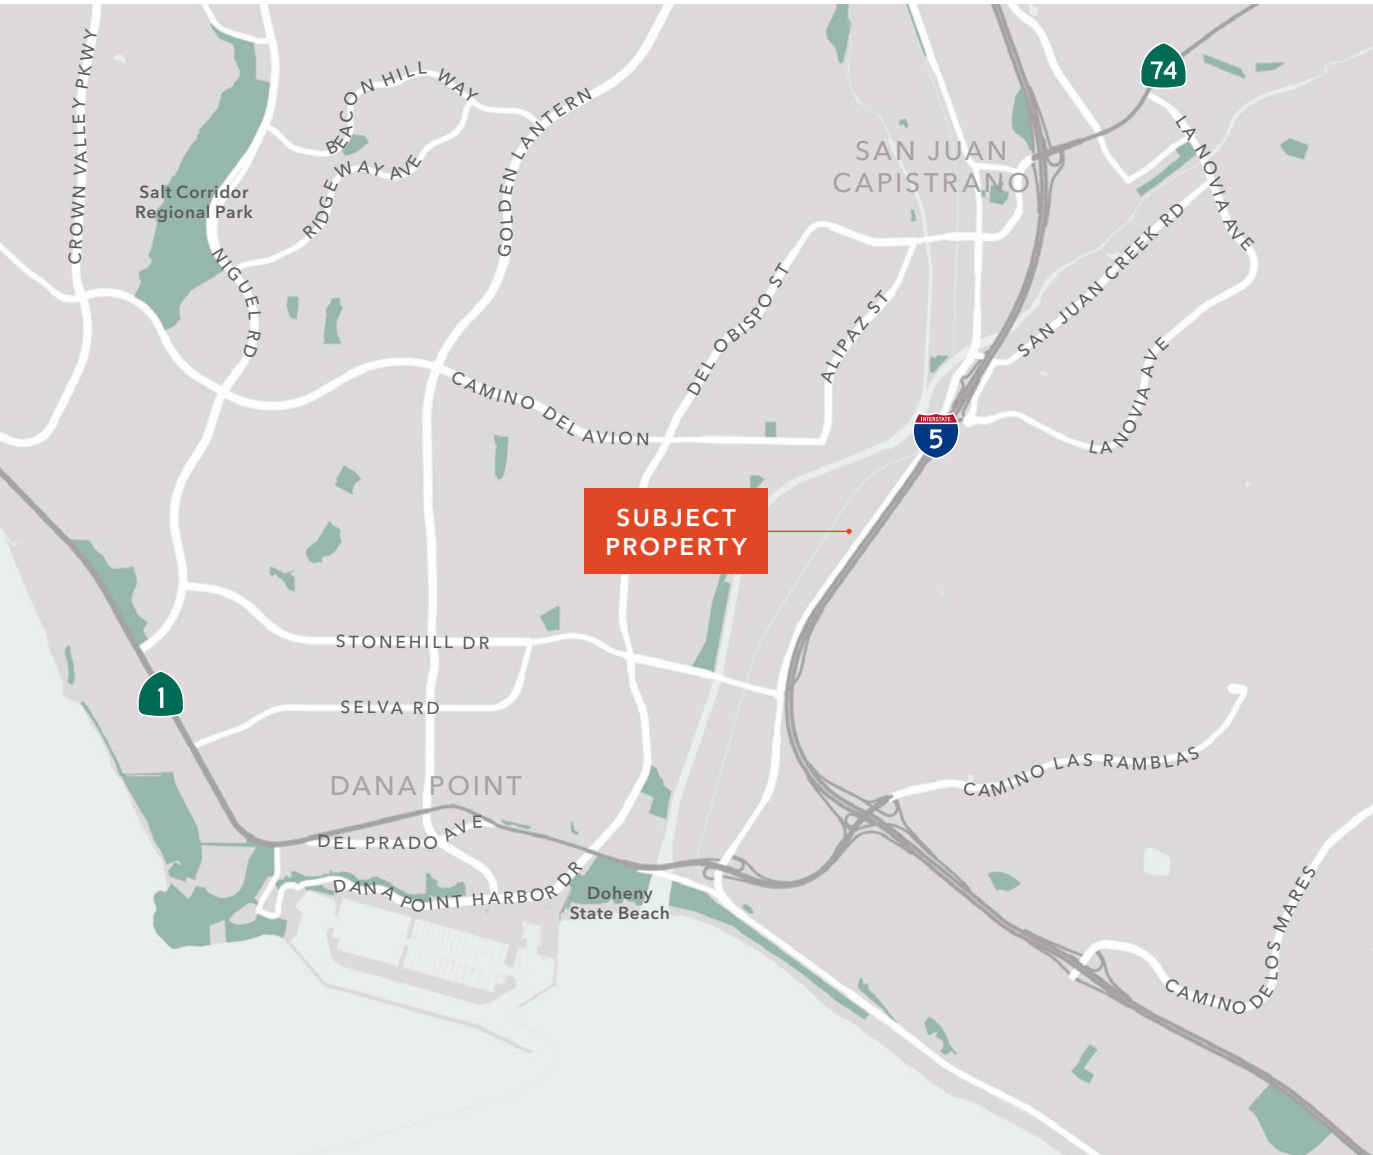 CROWN VALLEY PKWY
74
BEACON HILL WAY
GOLDEN LANTERN
LA NOVIA AVE
SAN JUAN
CAPISTRANO
RIDGEWAY AVE
Salt Corridor
Regional Park
SAN JUAN CREEK RD
NIGUEL RD
DEL OBISPO ST
ALIPAZ ST
LANOVIA AVE
CAMINO DEL AVION
INTERSTATE
5
SUBJECT
PROPERTY
STONEHILL DR
1
SELVA RD
CAMINO LAS RAMBLAS
DANA POINT
DEL PRADO AVE
DANA POINT HARBOR DR
Doheny
State Beach
CAMINO DE LOS MARES